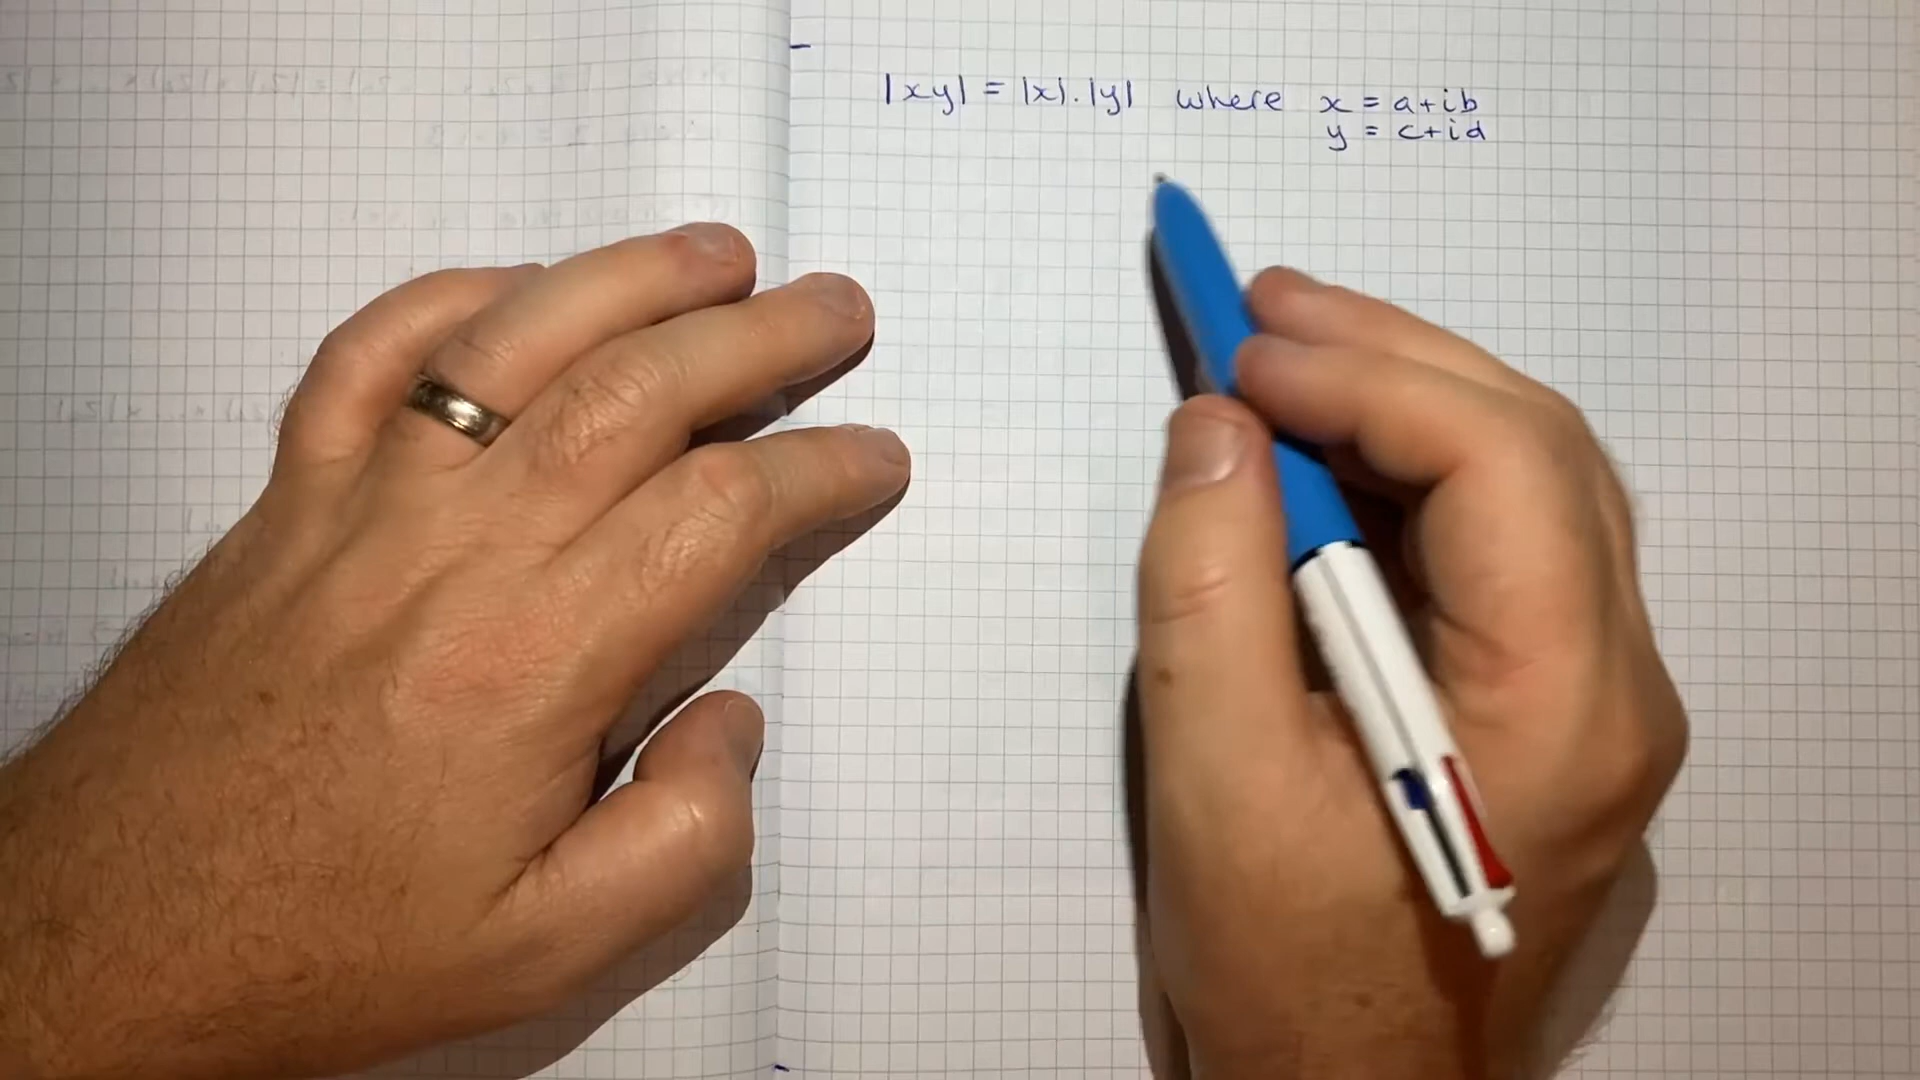 |xy| = |x|.|y| where x = a+ib
y = c+id